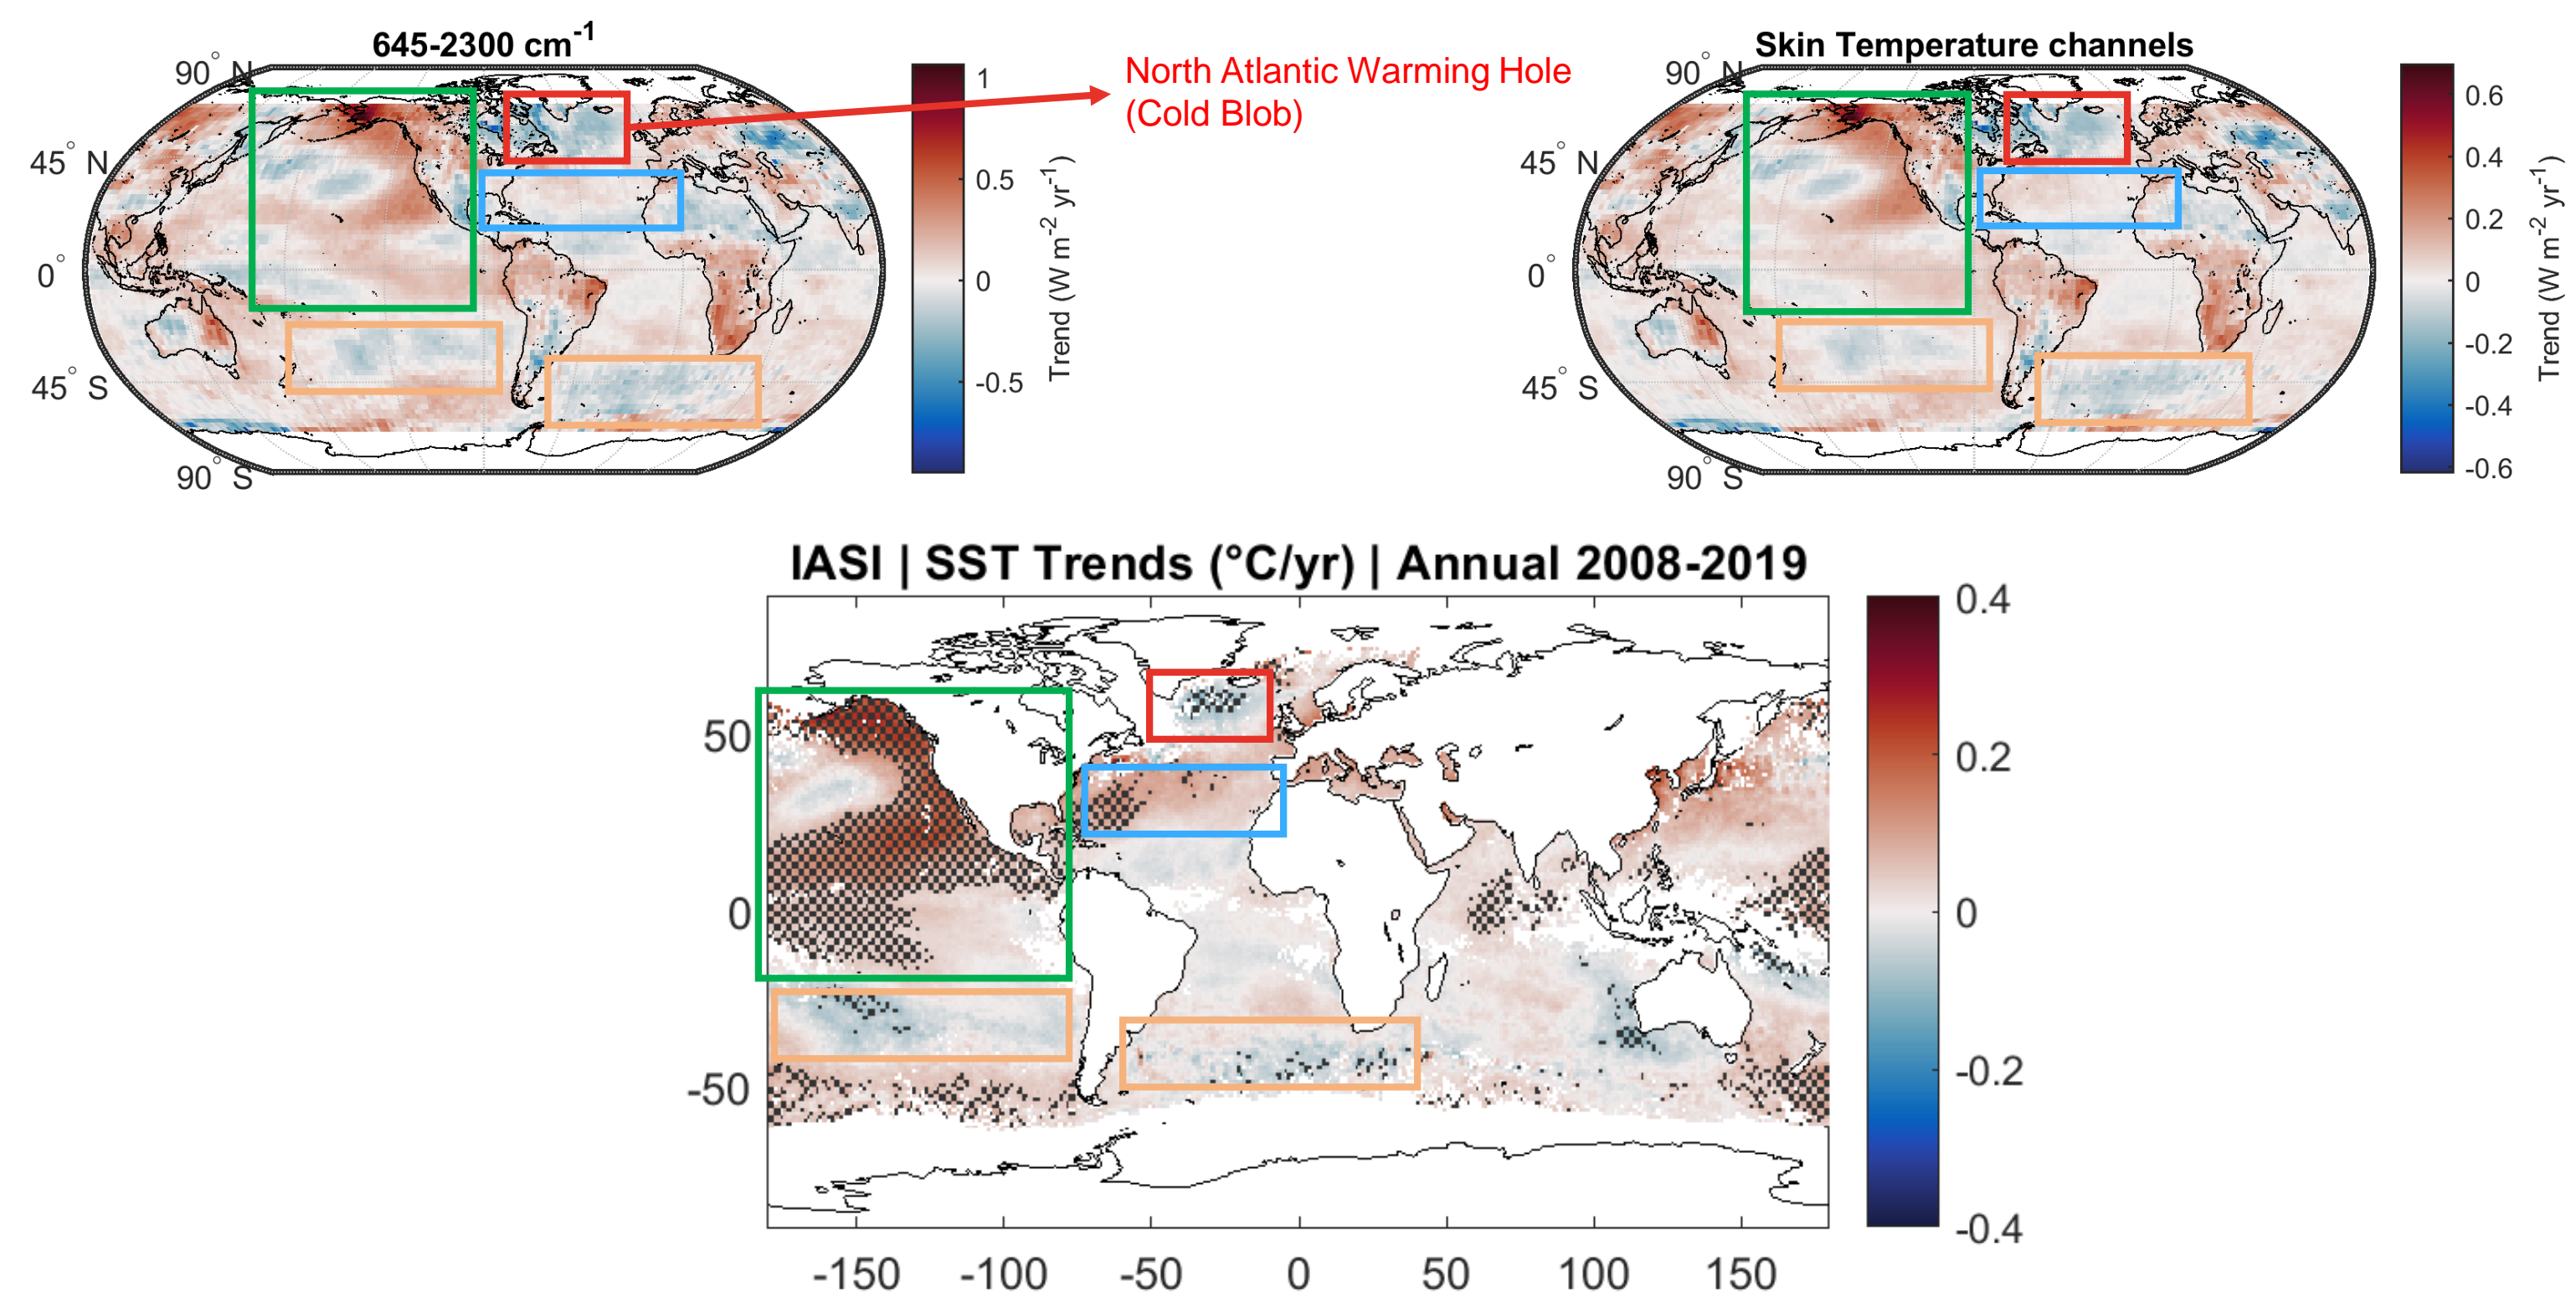 645-2300 cm-1
90° N
45° N
0°
45° S
90° S
1
0.5
0
-0.5
Trend (W m-2 yr-1)
North Atlantic Warming Hole
(Cold Blob)
Skin Temperature channels
90° N
45° N
0°
45° S
90° S
0.6
0.4
0.2
0
-0.2
-0.4
-0.6
Trend (W m-2 yr-1)
IASI | SST Trends (°C/yr) | Annual 2008-2019
50
0
-50
-150 -100 -50 0 50 100 150
0.4
0.2
0
-0.2
-0.4